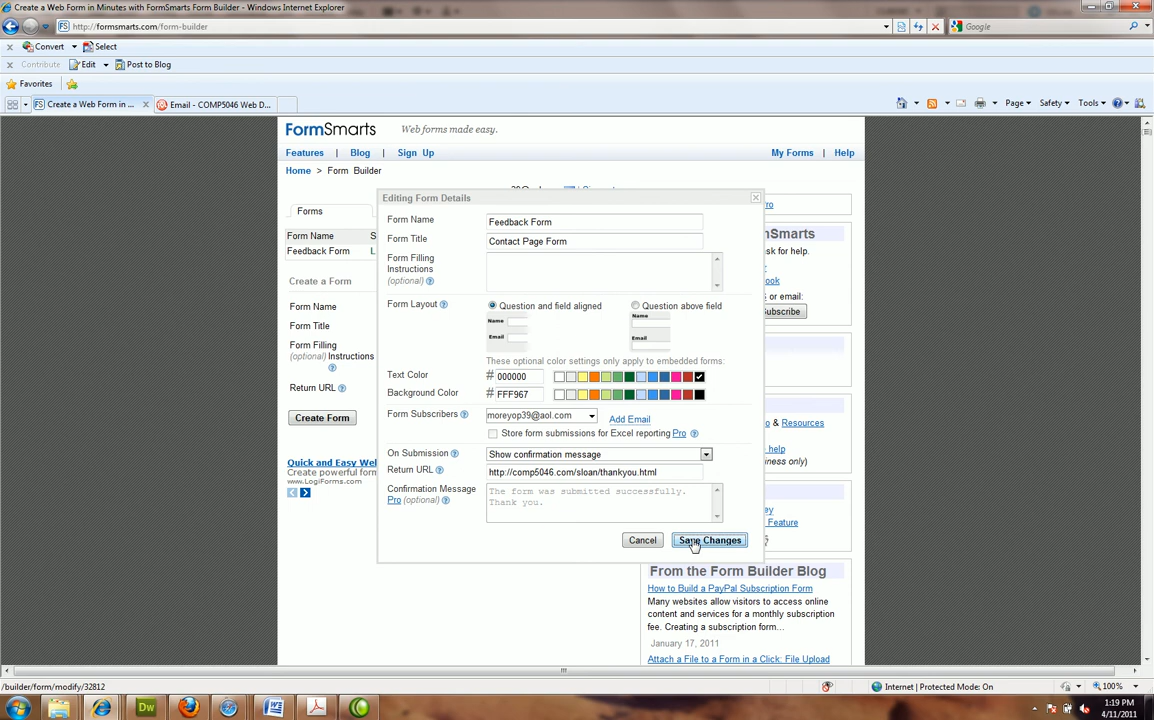 Create a Web Form in Minutes with FormSmarts Form Builder - Windows Internet Explorer
http://formsmarts.com/form-builder
Google
Convert Select
Contribute Edit Post to Blog
Favorites
Create a Web Form in ... Email - COMP5046 Web D...
Page Safety Tools
FormSmarts Web forms made easy.
Features | Blog | Sign Up My Forms | Help
Home > Form Builder
Forms
Form Name S
Feedback Form L
Create a Form
Form Name
Form Title
Form Filling
(optional) Instructions
Return URL
Create Form
Quick and Easy Wel
Create powerful form
www.LogiForms.com
Editing Form Details
Form Name Feedback Form
Form Title Contact Page Form
Form Filling
Instructions
(optional)
Form Layout Question and field aligned Question above field
Name
Email
Name
Email
These optional color settings only apply to embedded forms:
Text Color # 000000
Background Color # FFF967
Form Subscribers moreyop39@aol.com Add Email
Store form submissions for Excel reporting Pro
On Submission Show confirmation message
Return URL http://comp5046.com/sloan/thankyou.html
Confirmation Message
Pro (optional)
The form was submitted successfully.
Thank you.
Cancel Save Changes
ro
mSmarts
sk for help.
ook
s or email:
Subscribe
o & Resources
e help
iness only)
ey
Feature
From the Form Builder Blog
How to Build a PayPal Subscription Form
Many websites allow visitors to access online
content and services for a monthly subscription
fee. Creating a subscription form...
January 17, 2011
Attach a File to a Form in a Click: File Upload
/builder/form/modify/32812
Internet | Protected Mode: On
100%
1:19 PM
4/11/2011